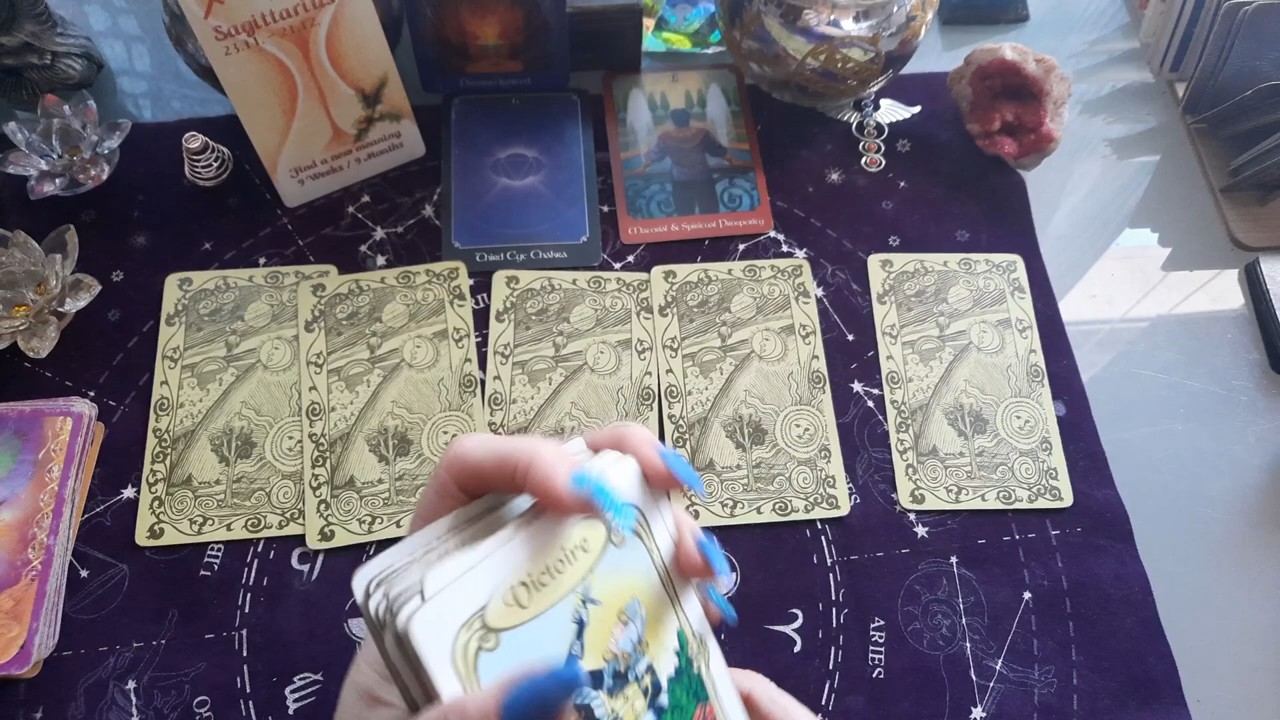 Sagittarius
23.11. - 21.12.
Find a new meaning
9 Weeks / 9 Months
Third Eye Chakra
Material & Spiritual Prosperity
Victoire
LIB
ARIES